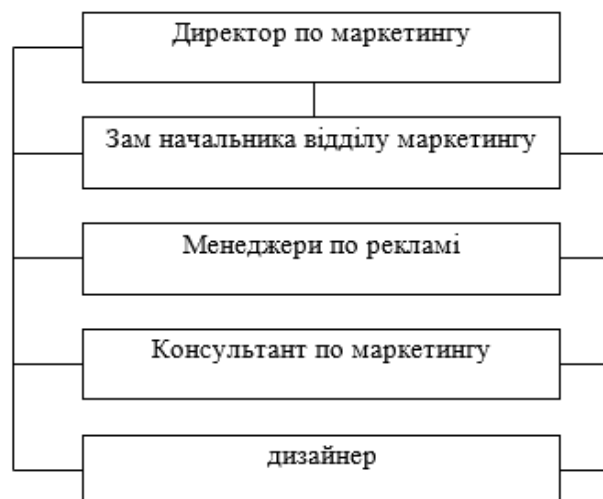 Директор по маркетингу
Зам начальника відділу маркетингу
Менеджери по рекламі
Консультант по маркетингу
дизайнер